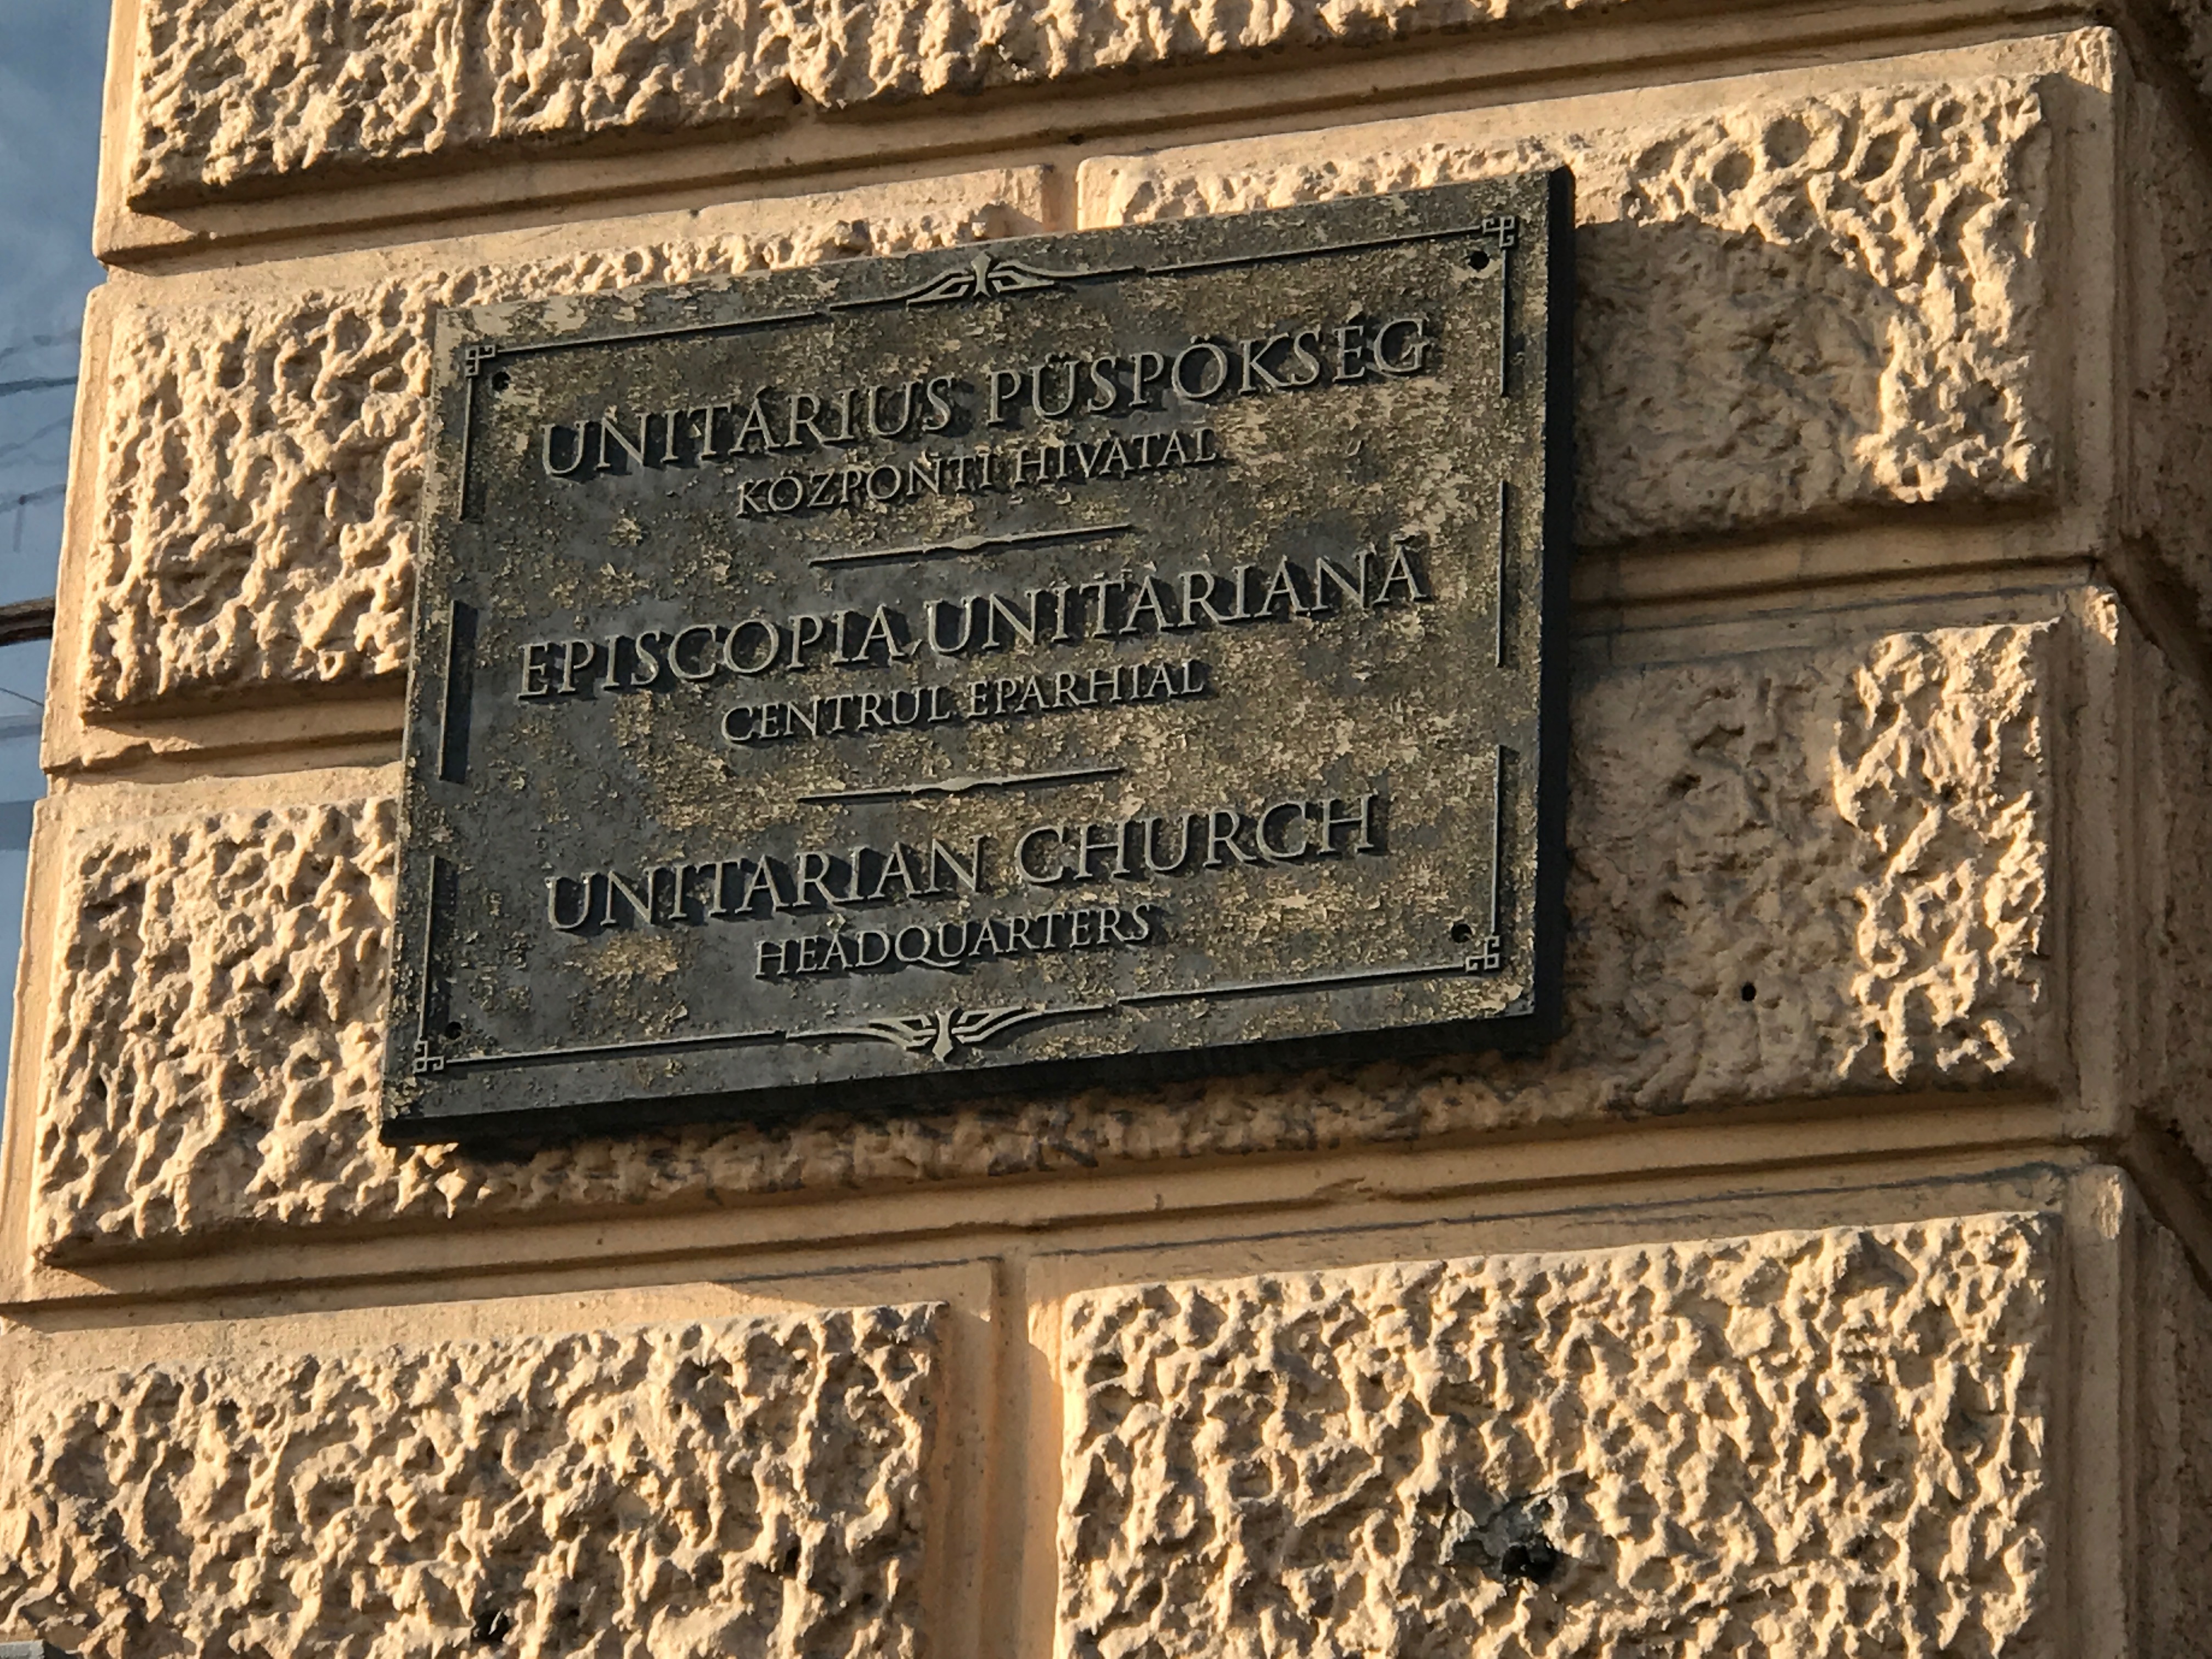 UNITÁRIUS PÜSPÖKSÉG
KÖZPONTI HIVATAL
EPISCOPIA UNITARIANĂ
CENTRUL EPARHIAL
UNITARIAN CHURCH
HEADQUARTERS